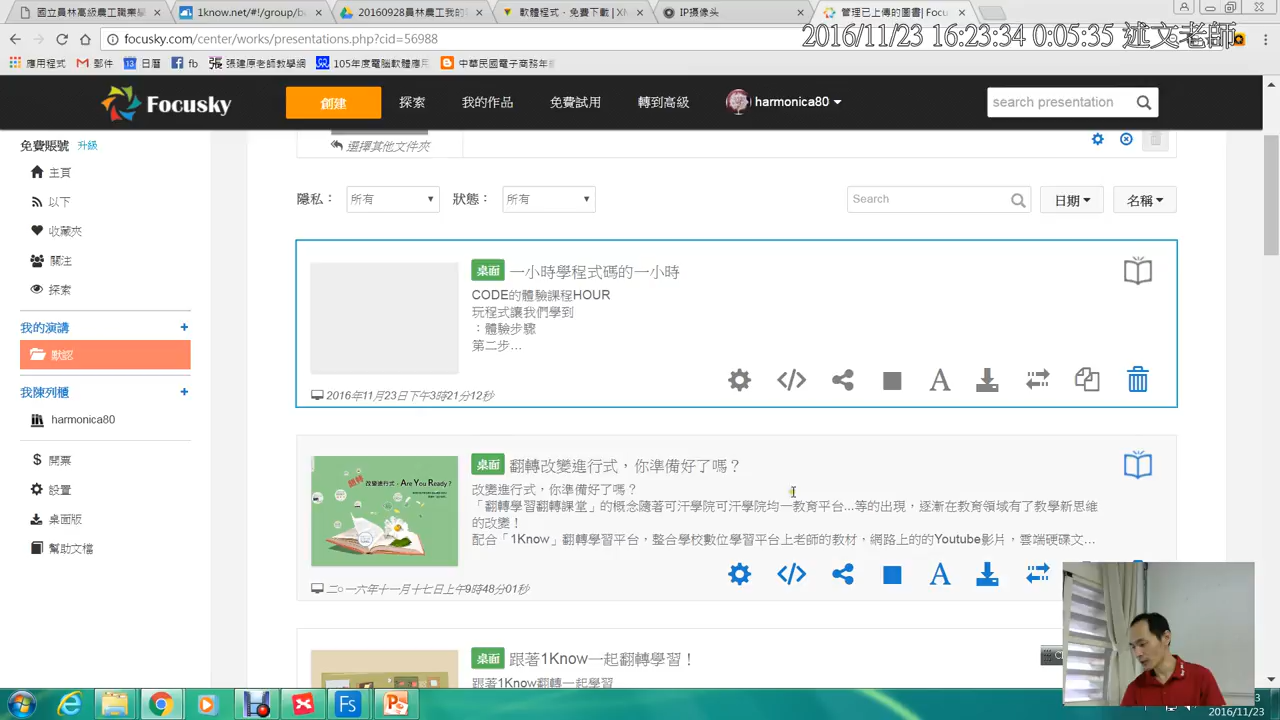 國立員林高級農工職業學
1know.net/#!/group/b
20160928員林農工我的
軟體程式 - 免費下載 |
IP摄像头
管理已上传的圖書| Foc
focusky.com/center/works/presentations.php?cid=56988
2016/11/23 16:23:34 0:05:35 述文老師
應用程式
郵件
日曆
fb
張建原老師教學網
105年度電腦軟體應用
中華民國電子商務年
Focusky
創建
探索
我的作品
免費試用
轉到高級
harmonica80
search presentation
免費賬號 升級
選擇其他文件夾
主頁
以下
收藏夾
關注
探索
我的演講
默認
我陳列櫃
harmonica80
開票
設置
桌面版
幫助文檔
隱私： 所有 狀態： 所有
Search
日期
名稱
桌面 一小時學程式碼的一小時
CODE的體驗課程HOUR
玩程式讓我們學到
：體驗步驟
第二步...
2016年11月23日下午3時21分12秒
桌面 翻轉改變進行式，你準備好了嗎？
改變進行式，你準備好了嗎？
「翻轉學習翻轉課堂」的概念隨著可汗學院可汗學院均一教育平台...等的出現，逐漸在教育領域有了教學新思維
的改變！
配合「1Know」翻轉學習平台，整合學校數位學習平台上老師的教材，網路上的的Youtube影片，雲端硬碟文...
翻轉 改變進行式，Are You Ready？
二○一六年十一月十七日上午9時48分01秒
桌面 跟著1Know一起翻轉學習！
跟著1Know翻轉一起學習
2016/11/23